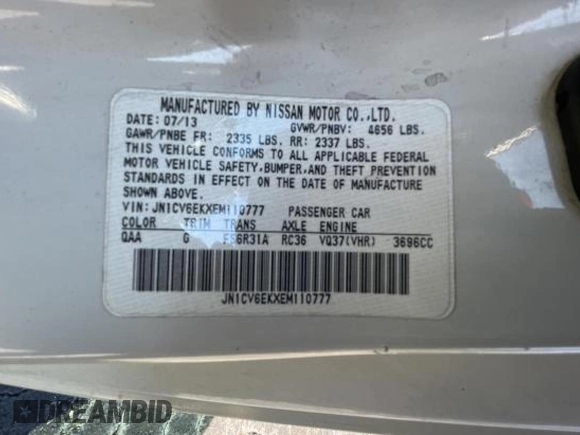 MANUFACTURED BY NISSAN MOTOR CO.,LTD.
DATE: 07/13 GVWR/PNBV: 4656 LBS.
GAWR/PNBE FR: 2335 LBS. RR: 2337 LBS.
THIS VEHICLE CONFORMS TO ALL APPLICABLE FEDERAL
MOTOR VEHICLE SAFETY,BUMPER,AND THEFT PREVENTION
STANDARDS IN EFFECT ON THE DATE OF MANUFACTURE
SHOWN ABOVE.
VIN: JN1CV6EKXEM110777 PASSENGER CAR
COLOR TRIM TRANS AXLE ENGINE
QAA G FS6R31A RC36 VQ37(VHR) 3696CC
JN1CV6EKXEM110777
DREAMBID